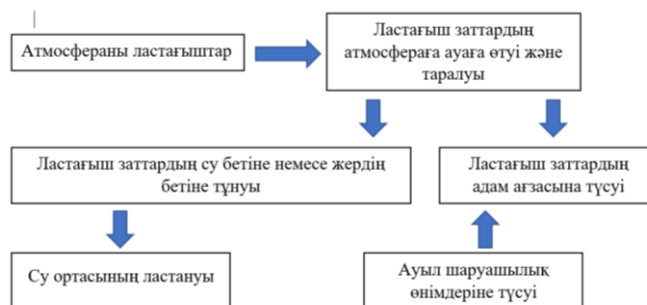 Атмосфераны ластағыштар
Ластағыш заттардың
атмосфераға ауаға өтуі және
таралуы
Ластағыш заттардың су бетіне немесе жердің
бетіне тұнуы
Ластағыш заттардың
адам ағзасына түсуі
Су ортасының ластануы
Ауыл шаруашылық
өнімдеріне түсуі